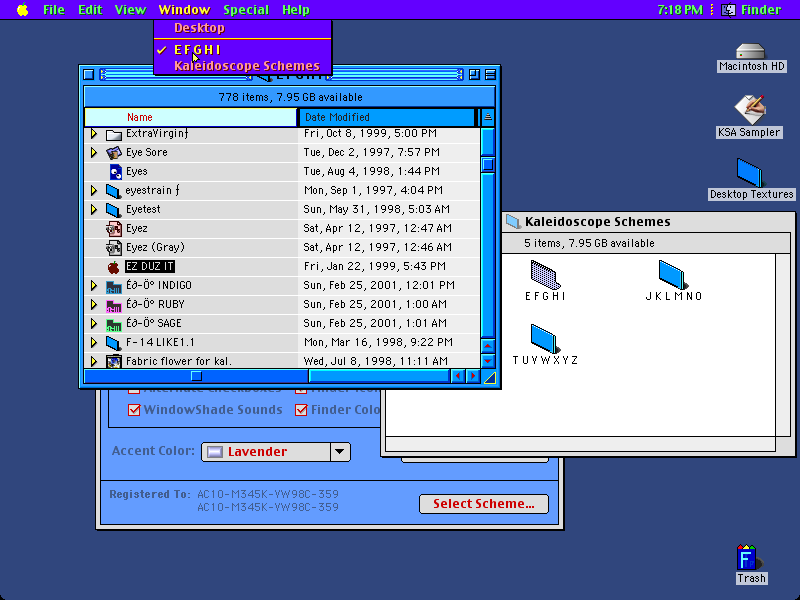 File Edit View Window Special Help 7:18 PM Finder
Desktop
E F G H I
Kaleidoscope Schemes
E F G H I
778 items, 7.95 GB available
Name Date Modified
ExtraVirginƒ Fri, Oct 8, 1999, 5:00 PM
Eye Sore Tue, Dec 2, 1997, 7:57 PM
Eyes Tue, Aug 4, 1998, 1:44 PM
eyestrain ƒ Mon, Sep 1, 1997, 4:04 PM
Eyetest Sun, May 31, 1998, 5:03 AM
Eyez Sat, Apr 12, 1997, 12:47 AM
Eyez (Gray) Sat, Apr 12, 1997, 12:46 AM
EZ DUZ IT Fri, Jan 22, 1999, 5:43 PM
É∂-Öº INDIGO Sun, Feb 25, 2001, 12:01 PM
É∂-Öº RUBY Sun, Feb 25, 2001, 1:00 AM
É∂-Öº SAGE Sun, Feb 25, 2001, 1:01 AM
F-14 LIKE1.1 Mon, Mar 16, 1998, 9:22 PM
Fabric flower for kal. Wed, Jul 8, 1998, 11:11 AM
Macintosh HD
KSA Sampler
Desktop Textures
Kaleidoscope Schemes
5 items, 7.95 GB available
E F G H I
J K L M N O
T U V W X Y Z
WindowShade Sounds Finder Colo
Accent Color: Lavender
Registered To: AC10-M345K-YW98C-359
AC10-M345K-YW98C-359
Select Scheme...
Trash